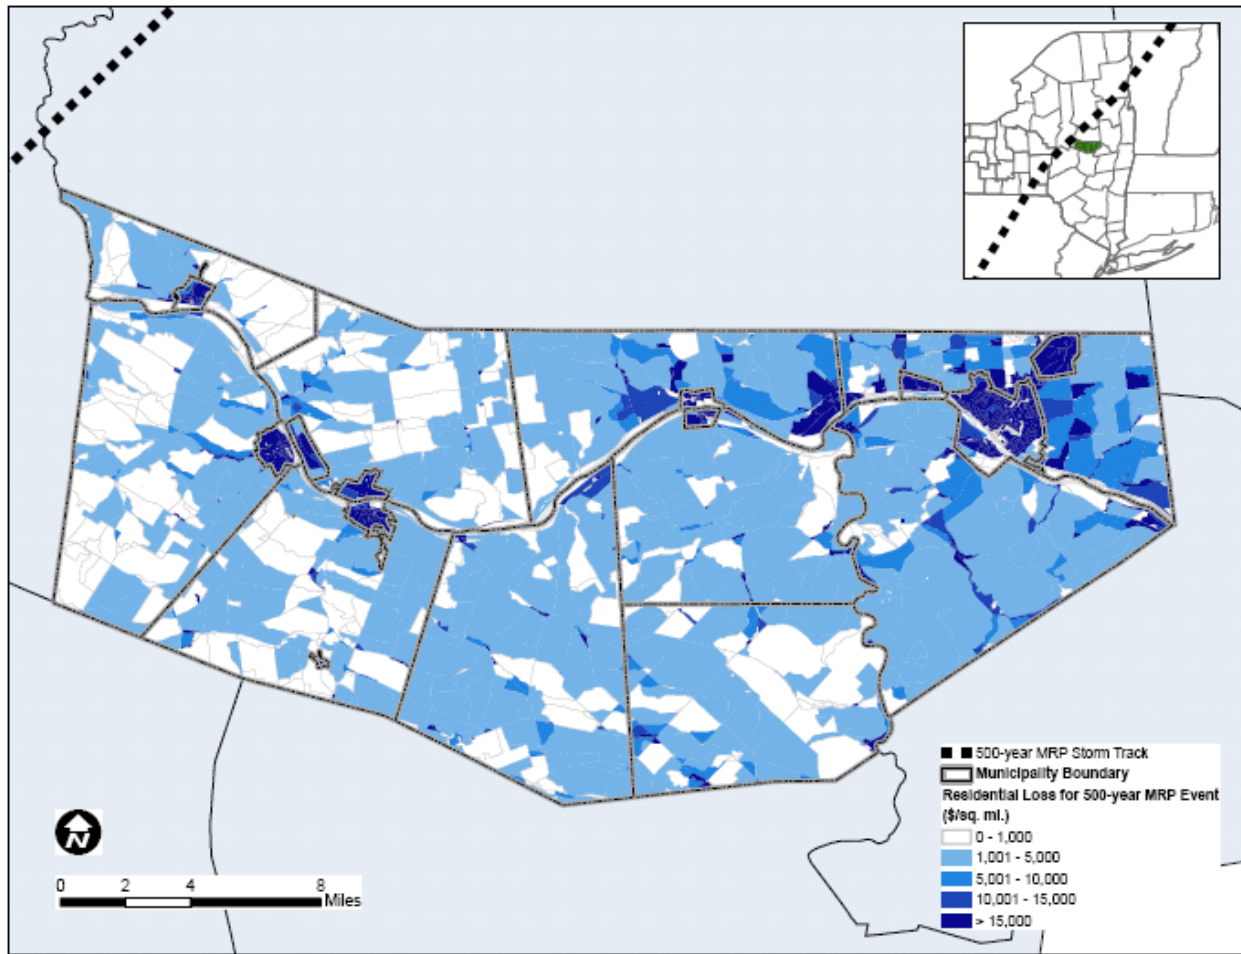 500-year MRP Storm Track
Municipality Boundary
Residential Loss for 500-year MRP Event
($/sq. mi.)
0 - 1,000
1,001 - 5,000
5,001 - 10,000
10,001 - 15,000
> 15,000
N
0 2 4 8
Miles